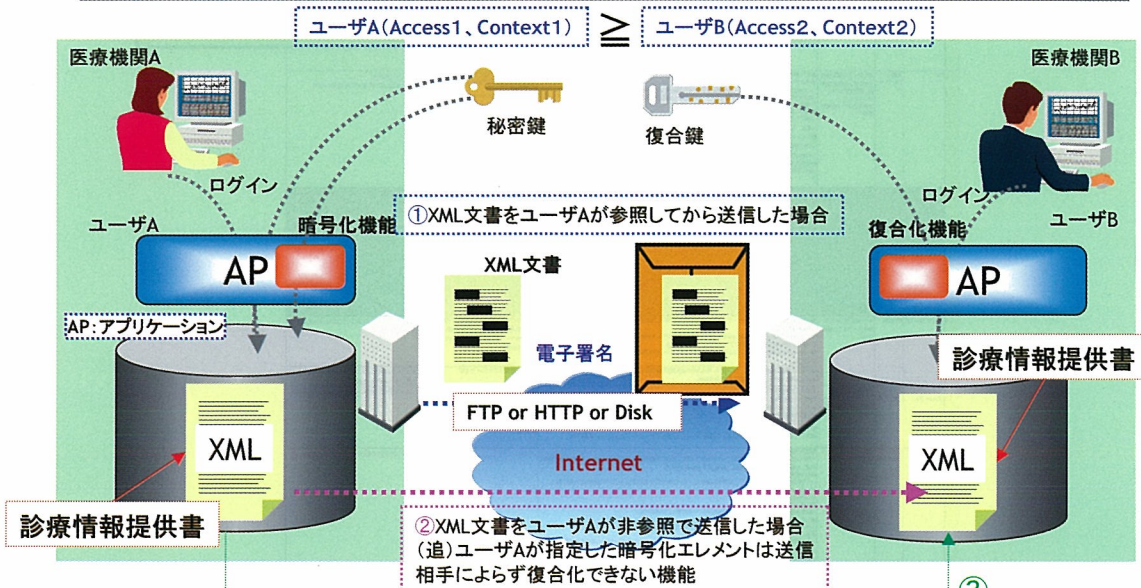 ユーザA(Access1、Context1)
≧
ユーザB(Access2、Context2)
医療機関A
医療機関B
秘密鍵
復合鍵
ログイン
ログイン
ユーザA
暗号化機能
①XML文書をユーザAが参照してから送信した場合
復合化機能
ユーザB
AP
XML文書
AP
AP:アプリケーション
電子署名
診療情報提供書
FTP or HTTP or Disk
XML
Internet
XML
診療情報提供書
②XML文書をユーザAが非参照で送信した場合
(追)ユーザAが指定した暗号化エレメントは送信
相手によらず復合化できない機能